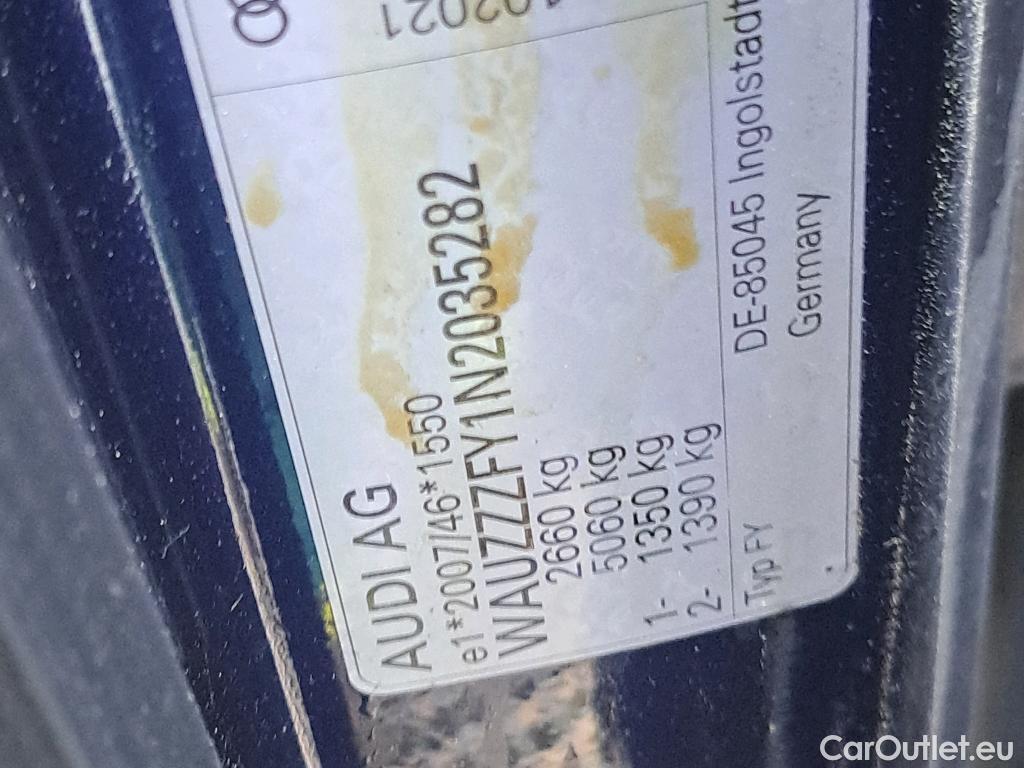 AUDI AG
e1*2007/46*1550
WAUZZZFY1N2035282
2660 kg
5060 kg
1- 1350 kg
2- 1390 kg
Typ FY
DE-85045 Ingolstadt
Germany
CarOutlet.eu